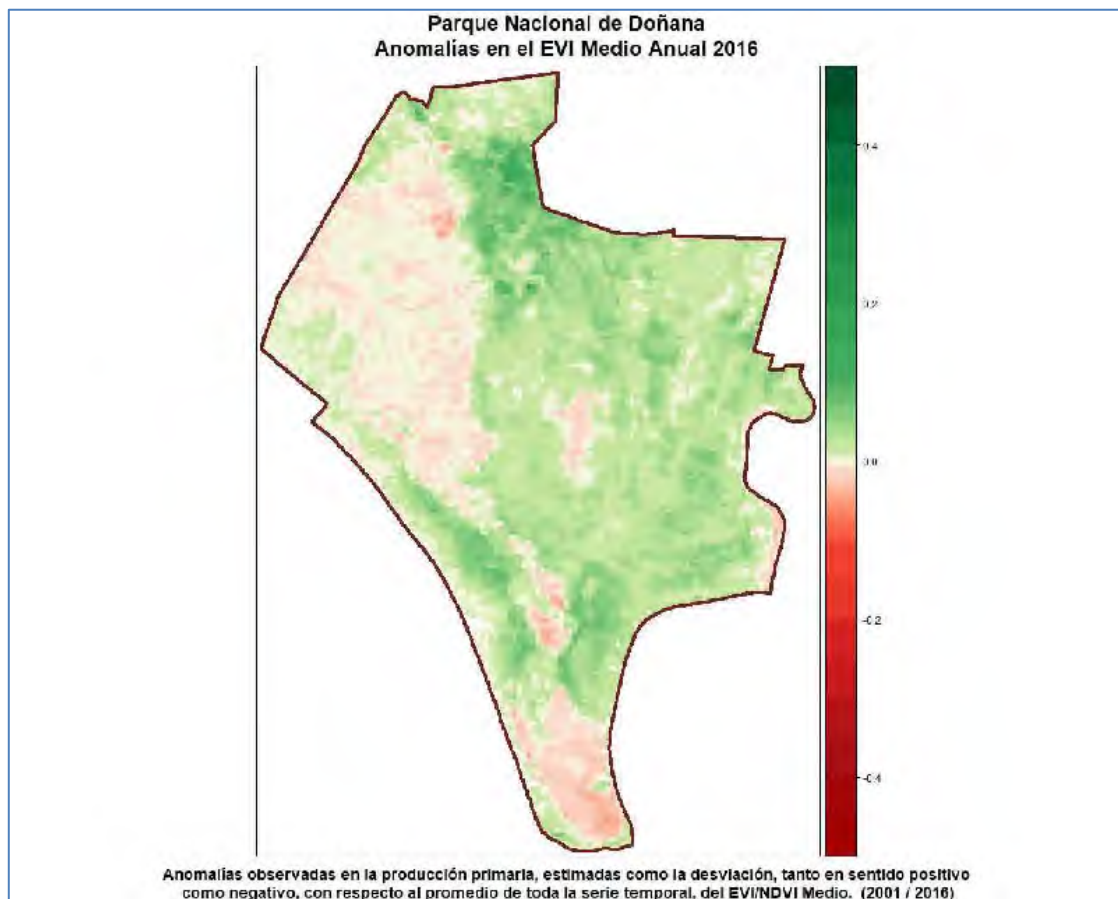 Parque Nacional de Doñana
Anomalías en el EVI Medio Anual 2016
0.4
0.2
0.0
-0.2
-0.4
Anomalías observadas en la producción primaria, estimadas como la desviación, tanto en sentido positivo
como negativo, con respecto al promedio de toda la serie temporal, del EVI/NDVI Medio. (2001 / 2016)